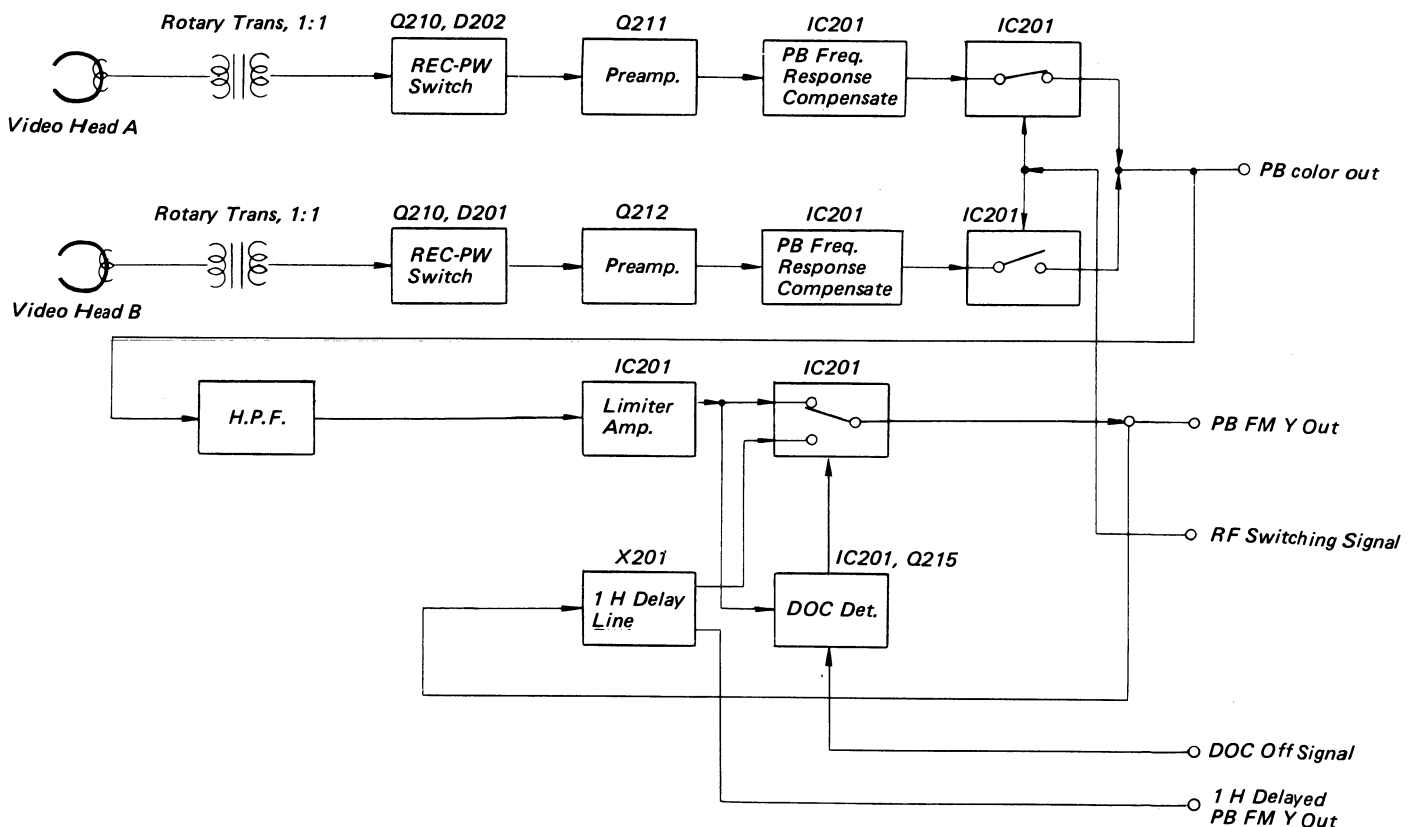 Rotary Trans, 1:1
Q210, D202
Q211
IC201
IC201
REC-PW
Switch
Preamp.
PB Freq.
Response
Compensate
Video Head A
PB color out
Rotary Trans, 1:1
Q210, D201
Q212
IC201
IC201
REC-PW
Switch
Preamp.
PB Freq.
Response
Compensate
Video Head B
IC201
IC201
H.P.F.
Limiter
Amp.
PB FM Y Out
RF Switching Signal
X201
IC201, Q215
1 H Delay
Line
DOC Det.
DOC Off Signal
1 H Delayed
PB FM Y Out